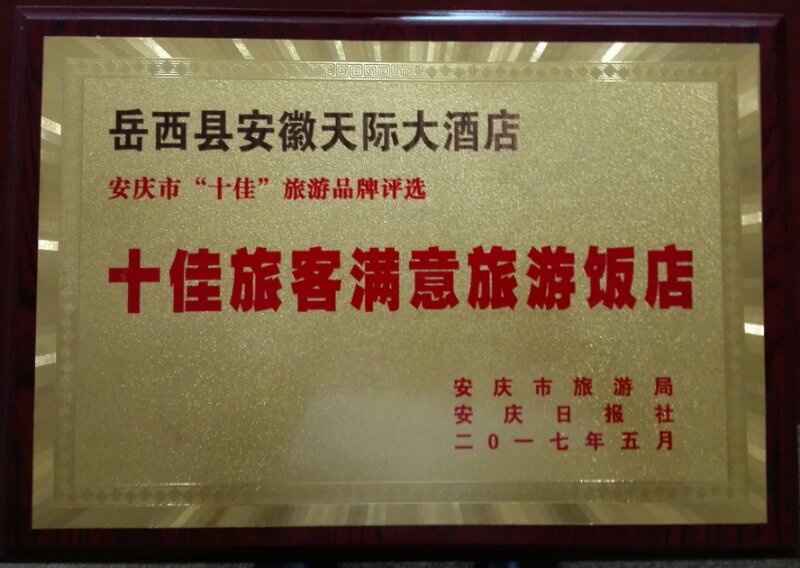 岳西县安徽天际大酒店
安庆市“十佳”旅游品牌评选
十佳旅客满意旅游饭店
安庆市旅游局
安庆日报社
二0一七年五月